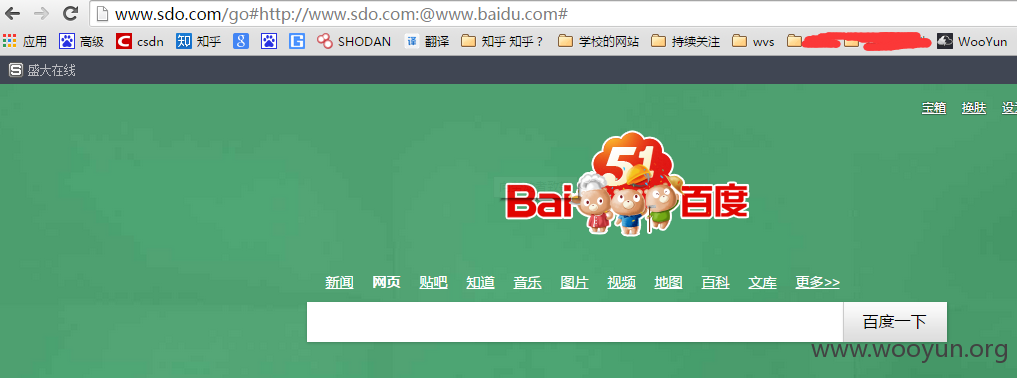 www.sdo.com/go#http://www.sdo.com:@www.baidu.com#
应用 高级 csdn 知乎 SHODAN 翻译 知乎 知乎？ 学校的网站 持续关注 wvs WooYun
盛大在线
宝箱 换肤
51
Bai 百度
新闻 网页 贴吧 知道 音乐 图片 视频 地图 百科 文库 更多>>
百度一下
www.wooyun.org